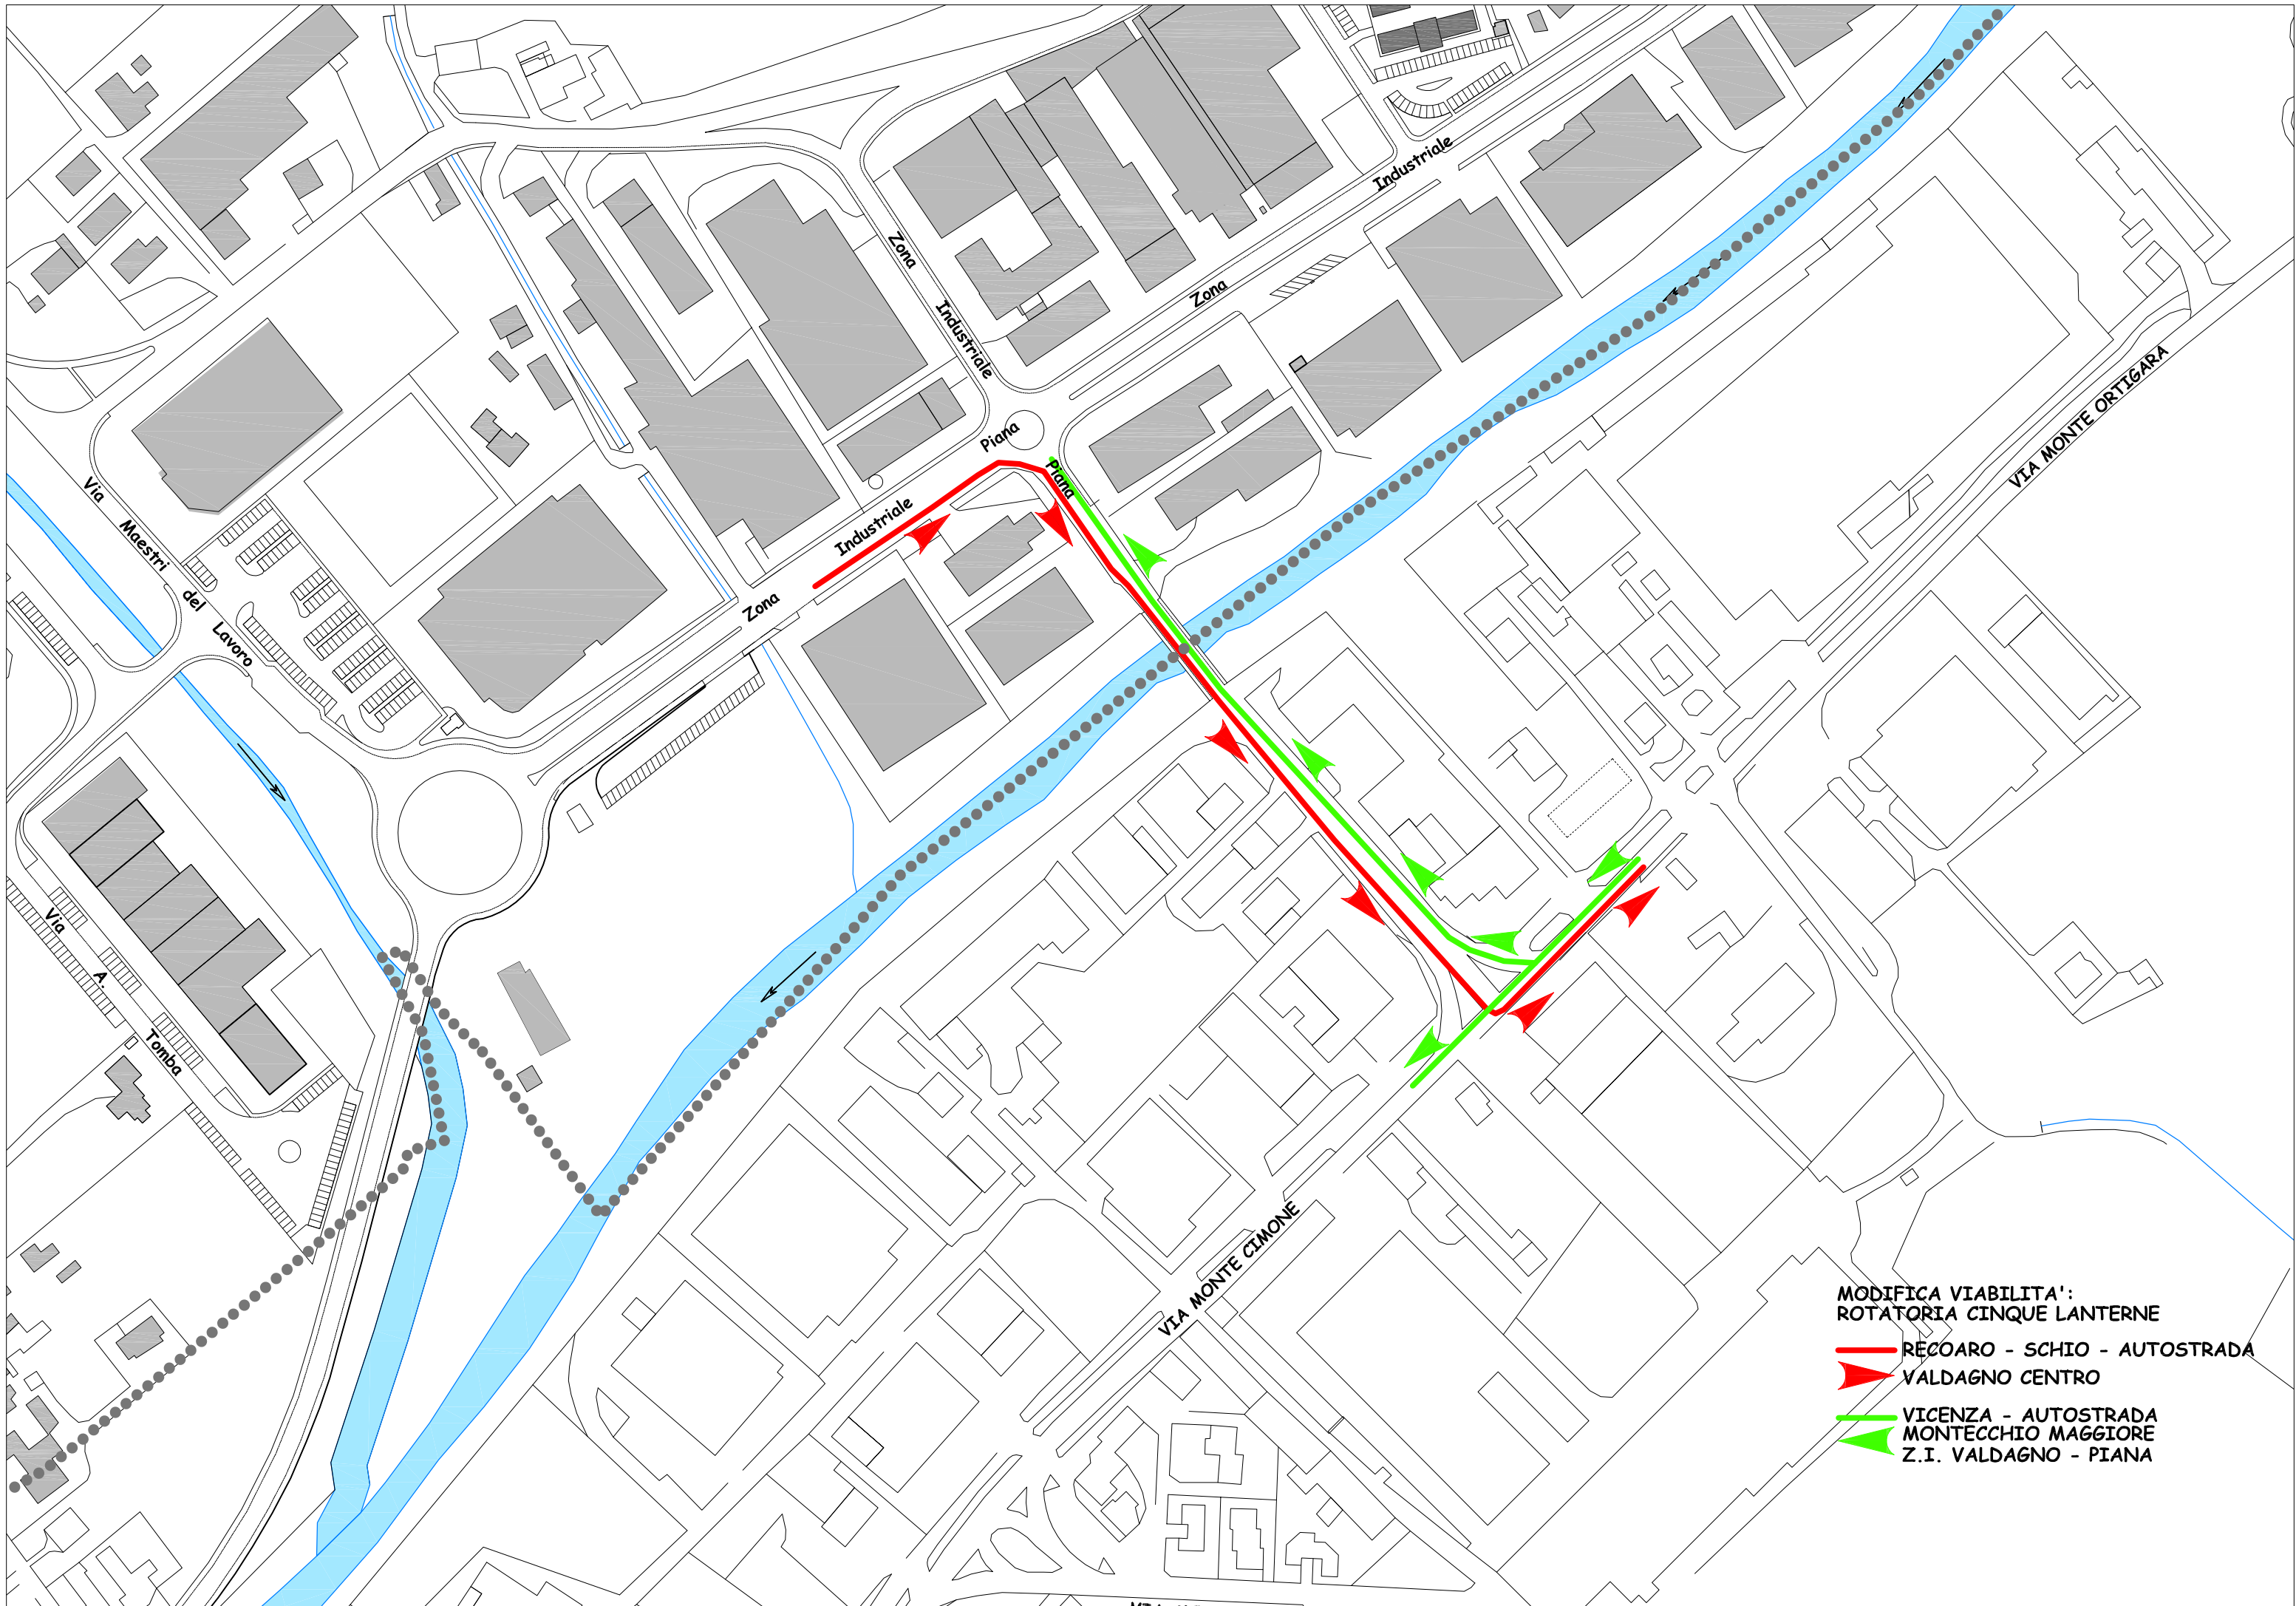 Industriale
Zona
Industriale
Zona
Piana
Piana
Industriale
Zona
Via
Maestri
del
Lavoro
VIA MONTE ORTIGARA
Via
A.
Tomba
VIA MONTE CIMONE
MODIFICA VIABILITA':
ROTATORIA CINQUE LANTERNE
RECOARO - SCHIO - AUTOSTRADA
VALDAGNO CENTRO
VICENZA - AUTOSTRADA
MONTECCHIO MAGGIORE
Z.I. VALDAGNO - PIANA